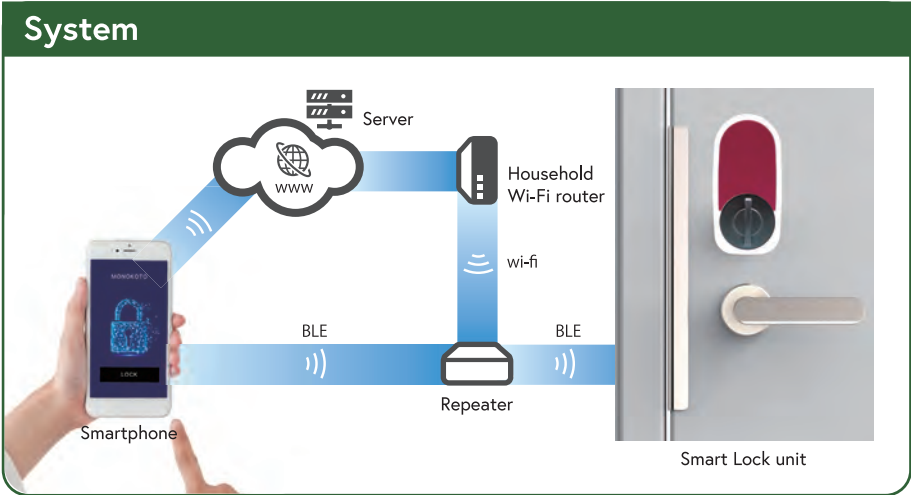 System
Server
www
Household
Wi-Fi router
wi-fi
MONOKOTO
BLE
BLE
LOCK
Repeater
Smartphone
Smart Lock unit